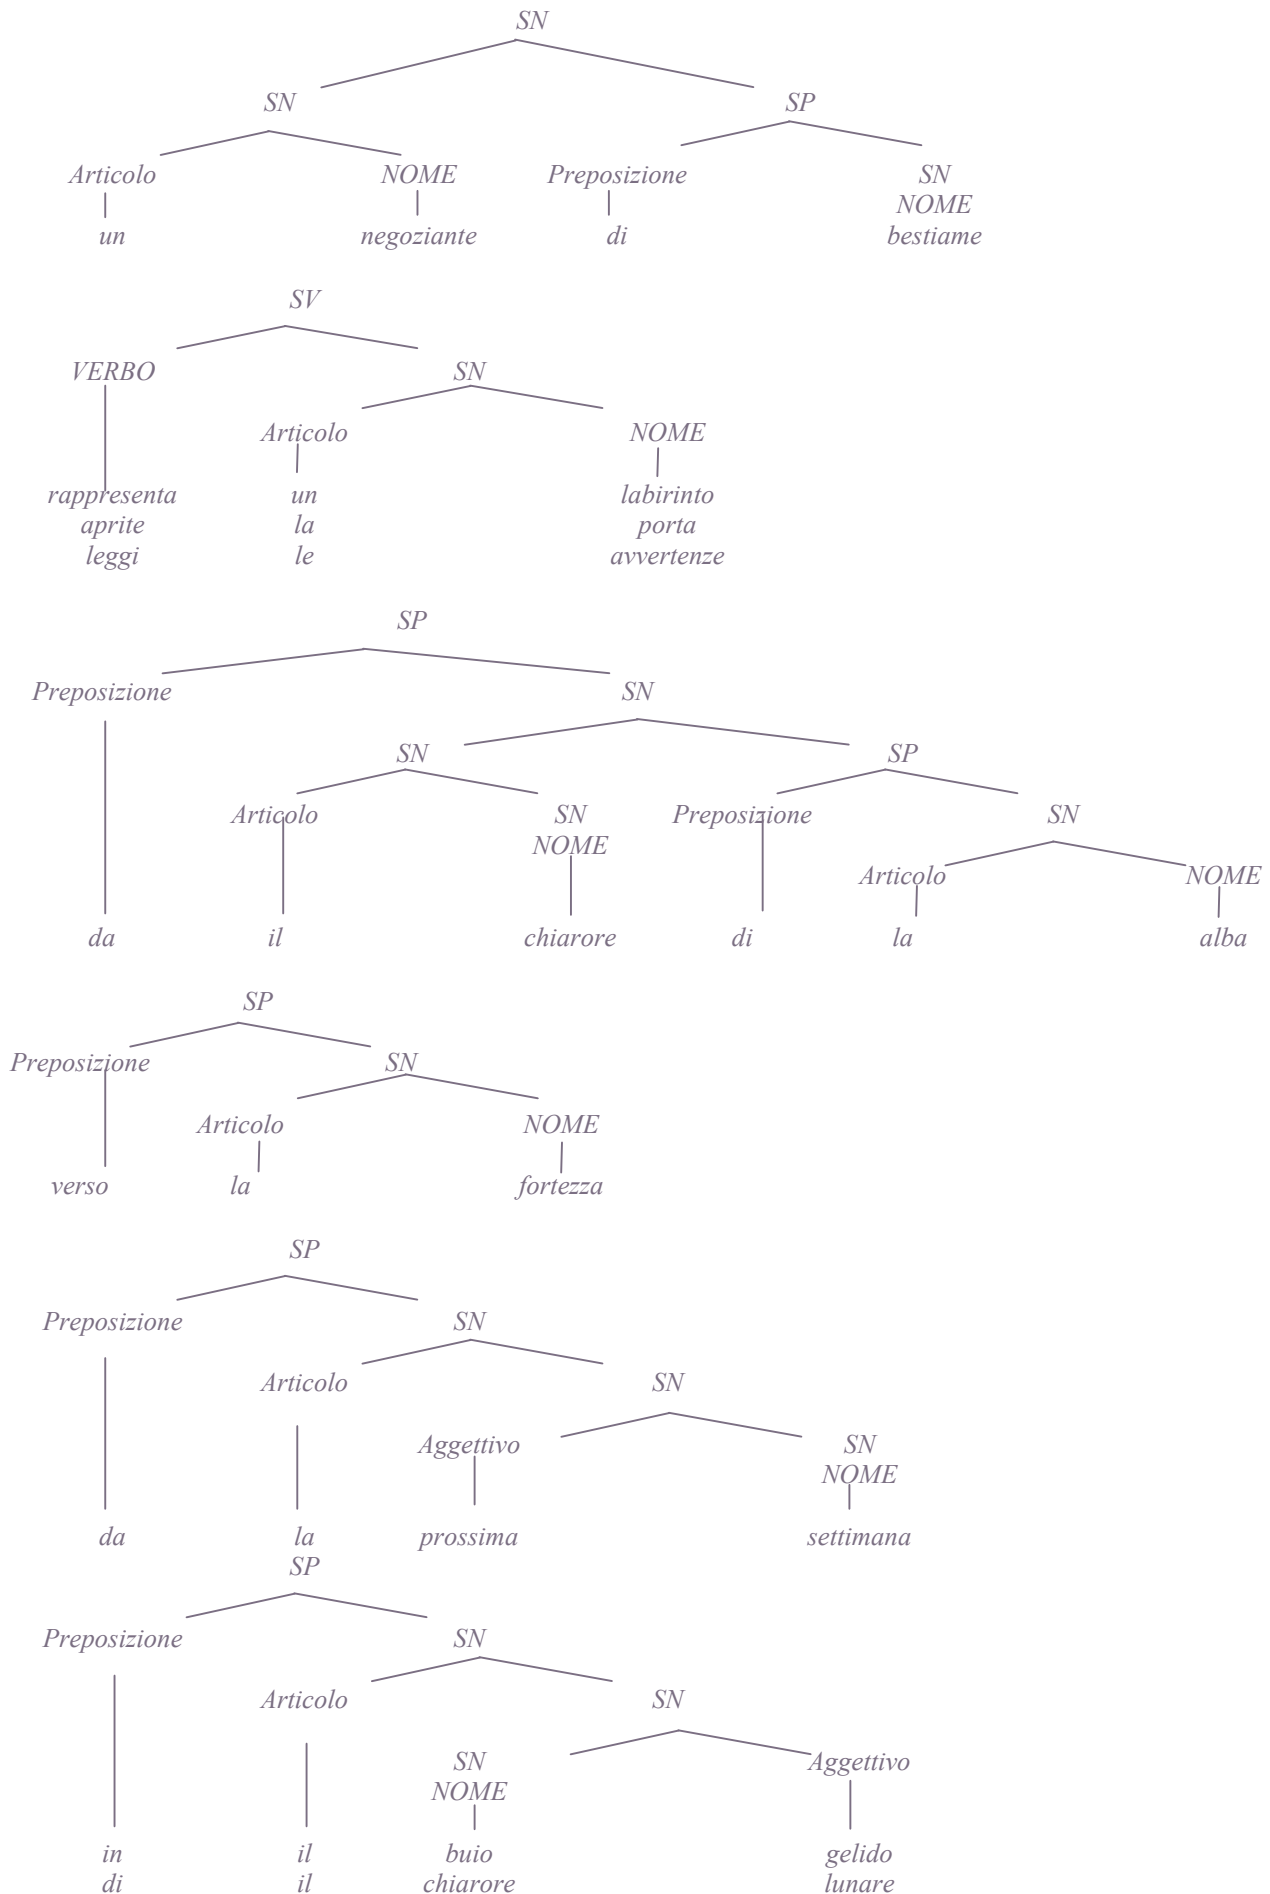 SN
SN SP
Articolo NOME Preposizione SN
NOME
un negoziante di bestiame
SV
VERBO SN
Articolo NOME
rappresenta un labirinto
aprite la porta
leggi le avvertenze
SP
Preposizione SN
SN SP
Articolo SN Preposizione SN
NOME
Articolo NOME
da il chiarore di la alba
SP
Preposizione SN
Articolo NOME
verso la fortezza
SP
Preposizione SN
Articolo SN
Aggettivo SN
NOME
da la prossima settimana
SP
Preposizione SN
Articolo SN
SN Aggettivo
NOME
in il buio gelido
di il chiarore lunare